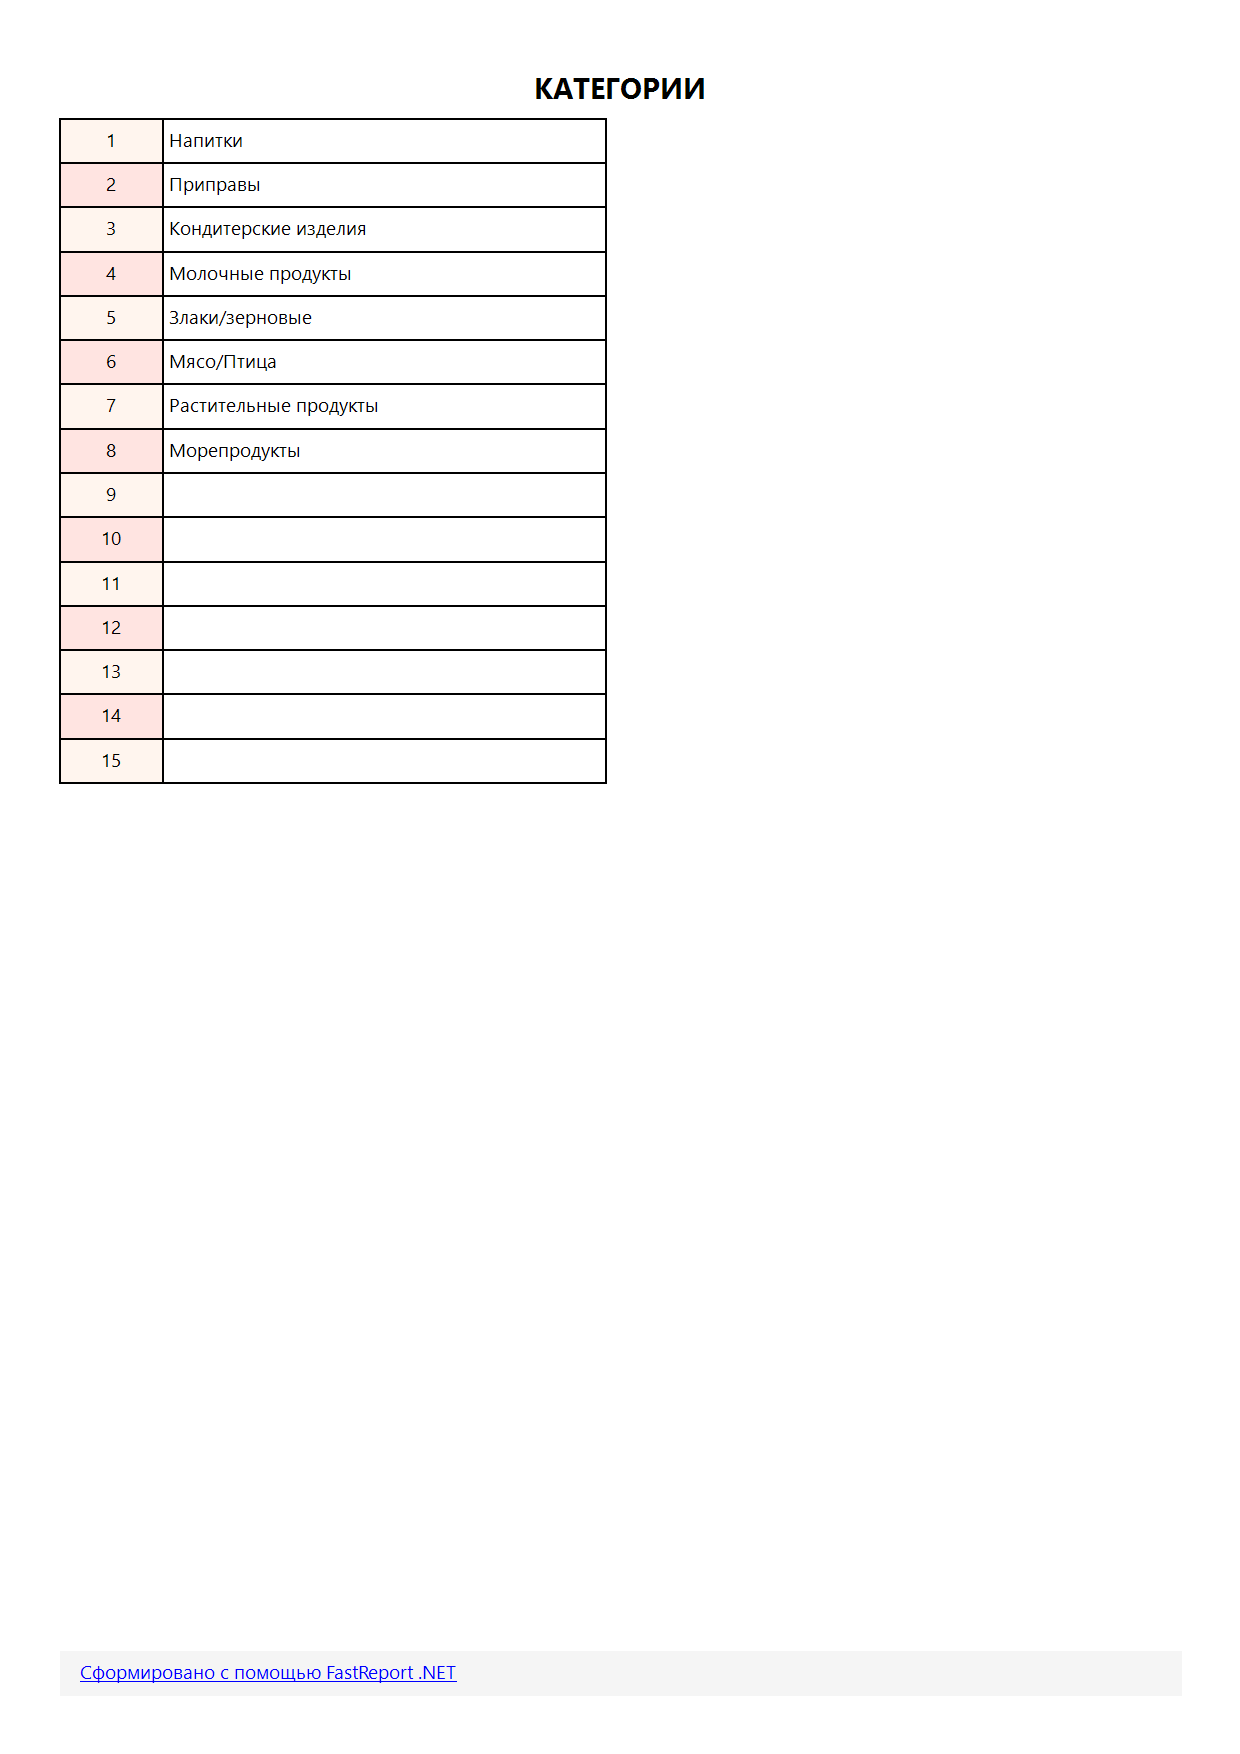 КАТЕГОРИИ
1 Напитки
2 Приправы
3 Кондитерские изделия
4 Молочные продукты
5 Злаки/зерновые
6 Мясо/Птица
7 Растительные продукты
8 Морепродукты
9
10
11
12
13
14
15
Сформировано с помощью FastReport .NET